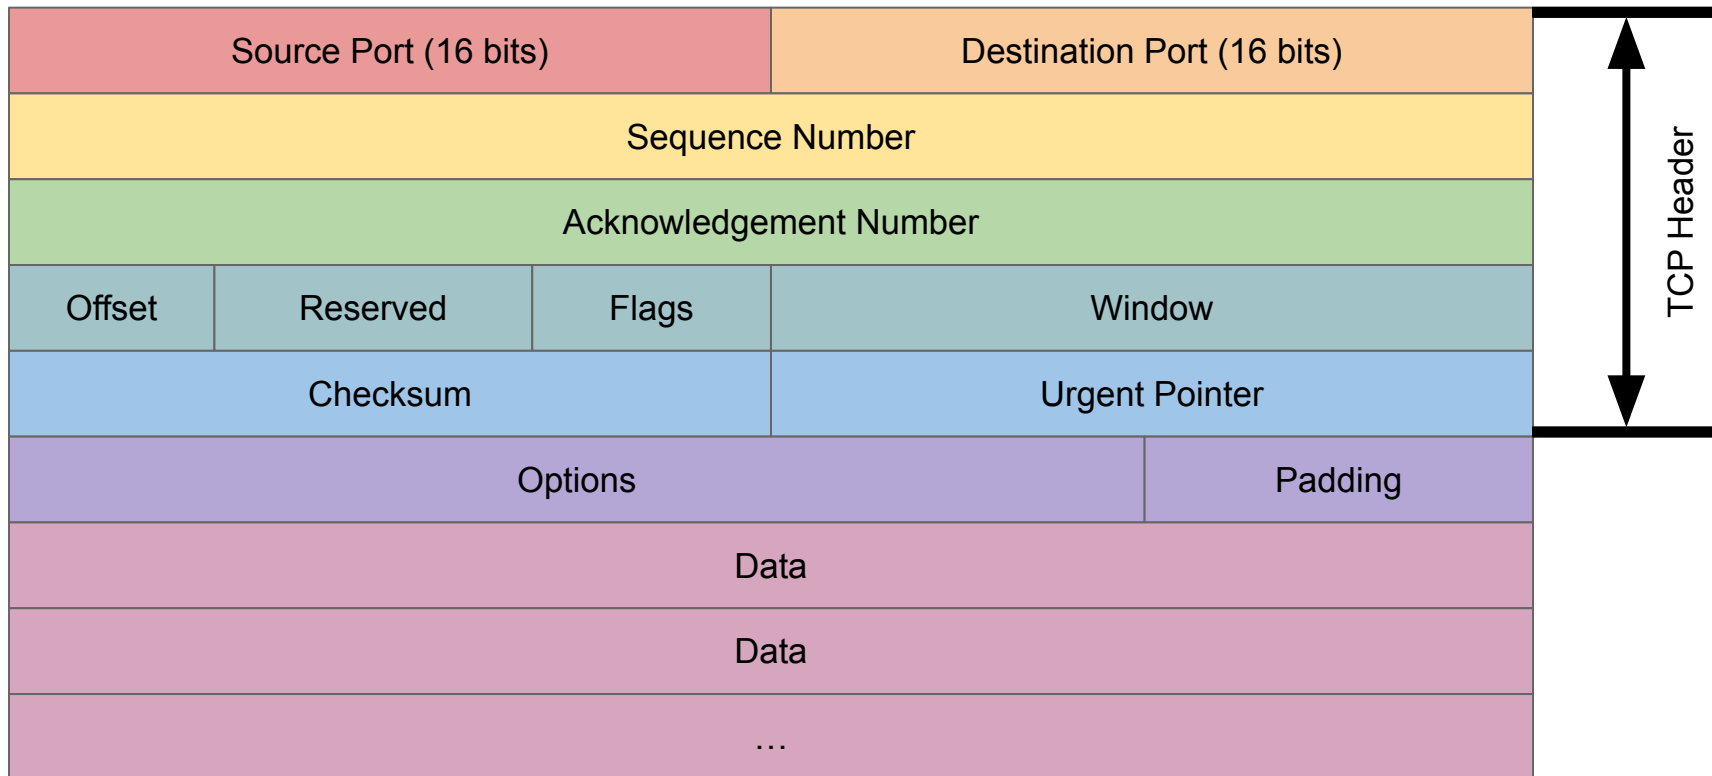 Source Port (16 bits) Destination Port (16 bits)
Sequence Number
Acknowledgement Number
Offset Reserved Flags Window
Checksum Urgent Pointer
Options Padding
Data
Data
...
TCP Header